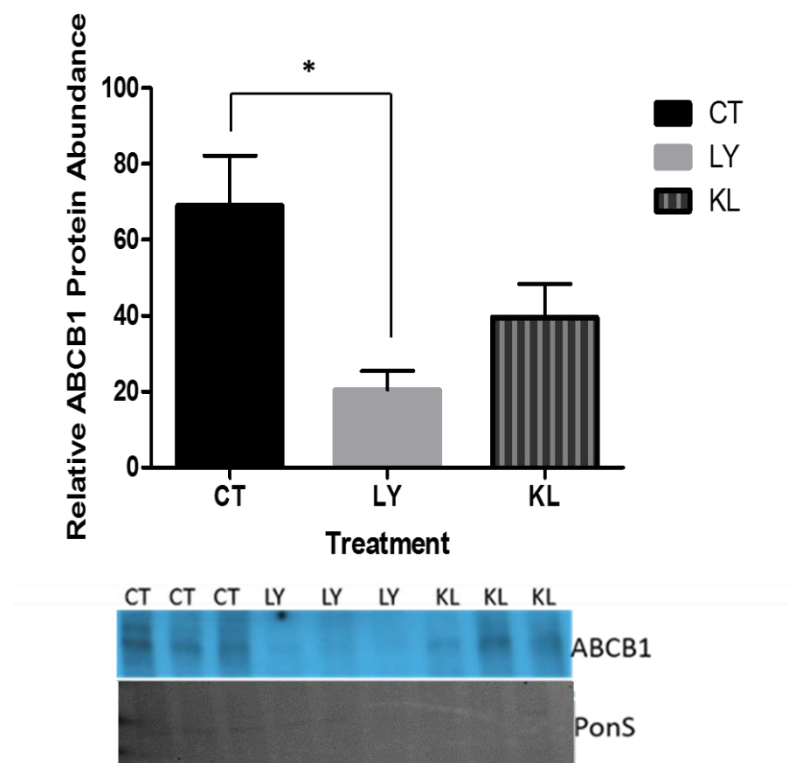 Relative ABCB1 Protein Abundance
100
80
60
40
20
0
*
CT
LY
KL
CT LY KL
Treatment
CT CT CT LY LY LY KL KL KL
ABCB1
PonS